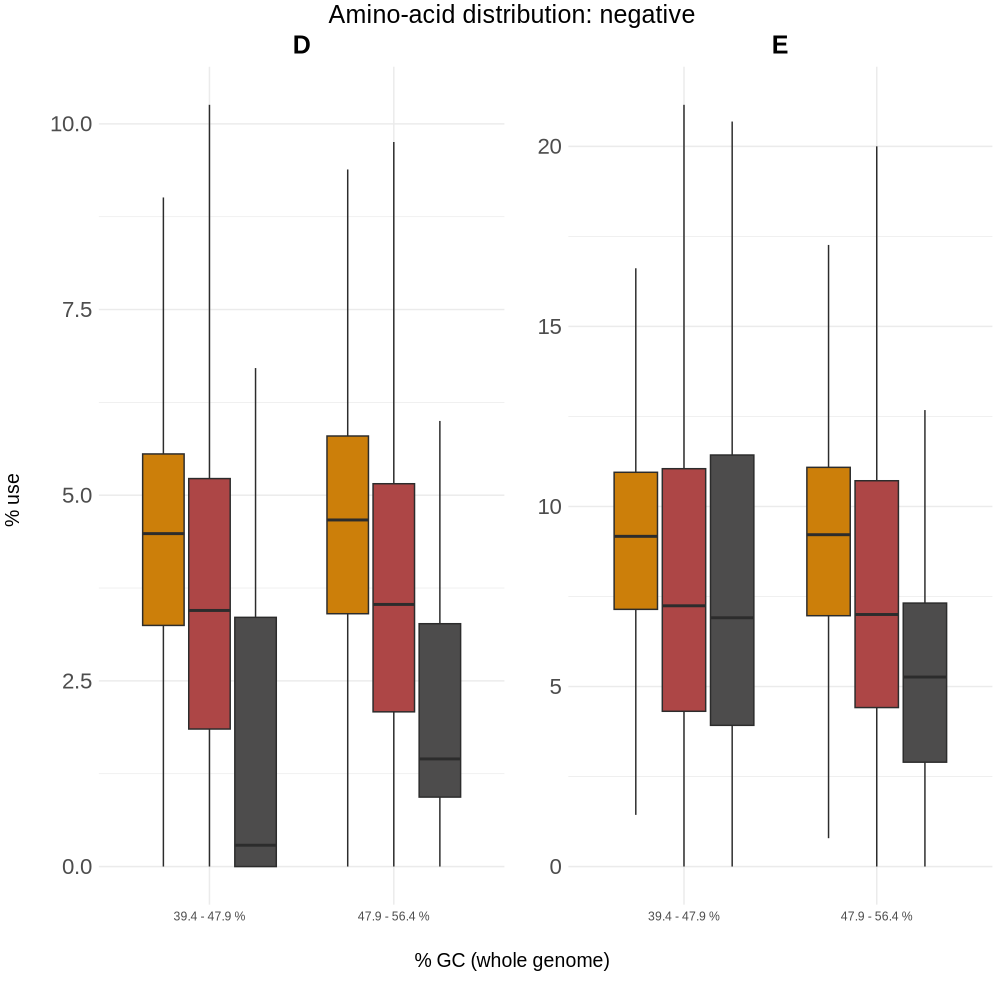 Amino-acid distribution: negative
D
E
% use
10.0
7.5
5.0
2.5
0.0
20
15
10
5
0
39.4 - 47.9 %
47.9 - 56.4 %
39.4 - 47.9 %
47.9 - 56.4 %
% GC (whole genome)